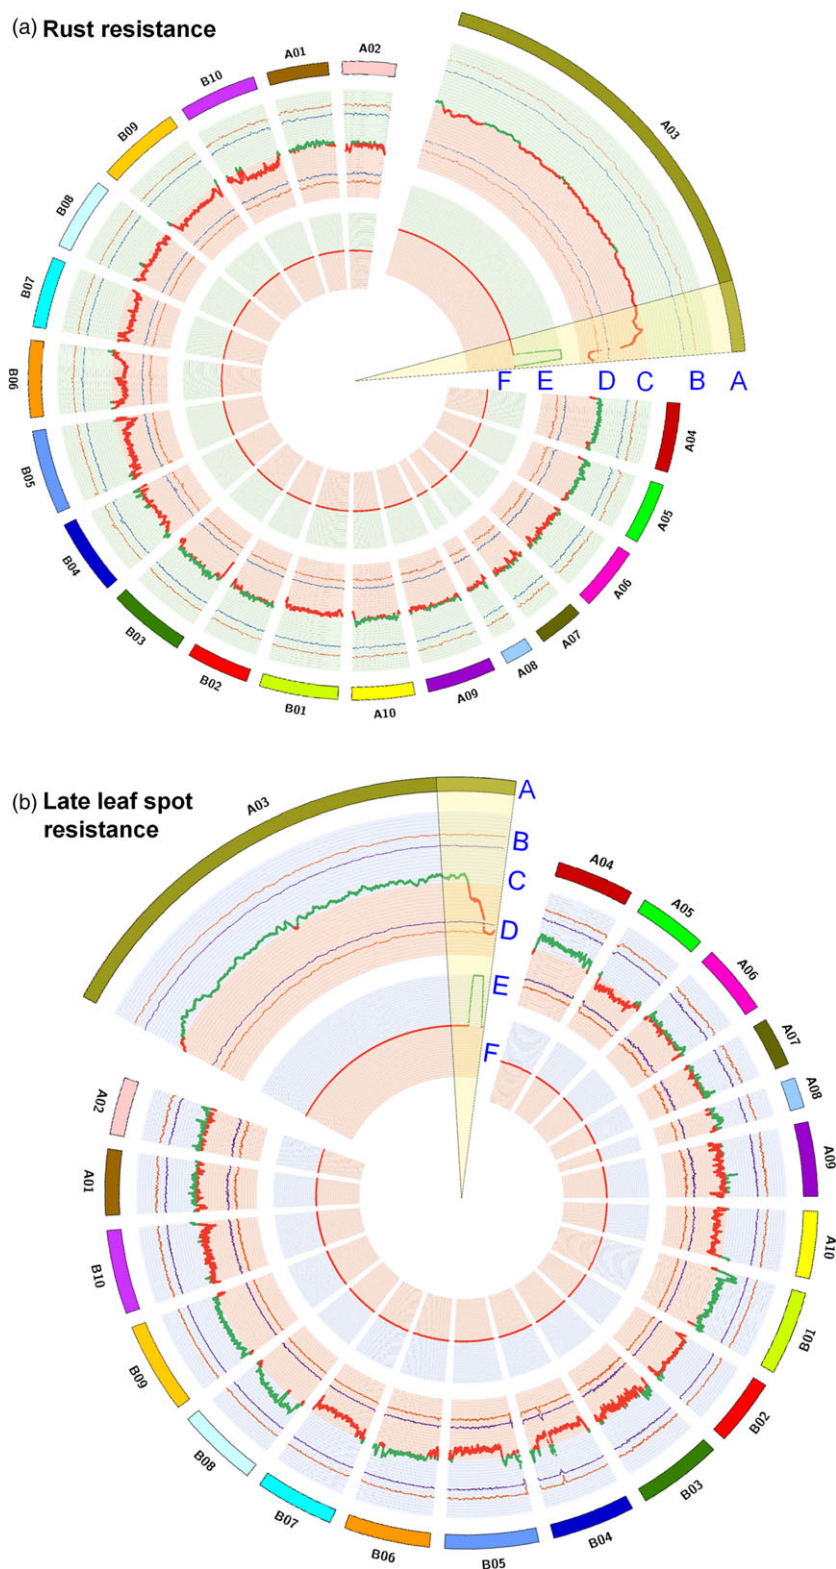 (a) Rust resistance
A01
A02
A03
B10
B09
B08
B07
B06
B05
B04
B03
B02
B01
A10
A09
A08
A07
A06
A05
A04
F E D C B A
(b) Late leaf spot
resistance
A03
A
B
C
D
E
F
A04
A05
A06
A07
A08
A09
A10
B01
B02
B03
B04
B05
B06
B07
B08
B09
B10
A01
A02